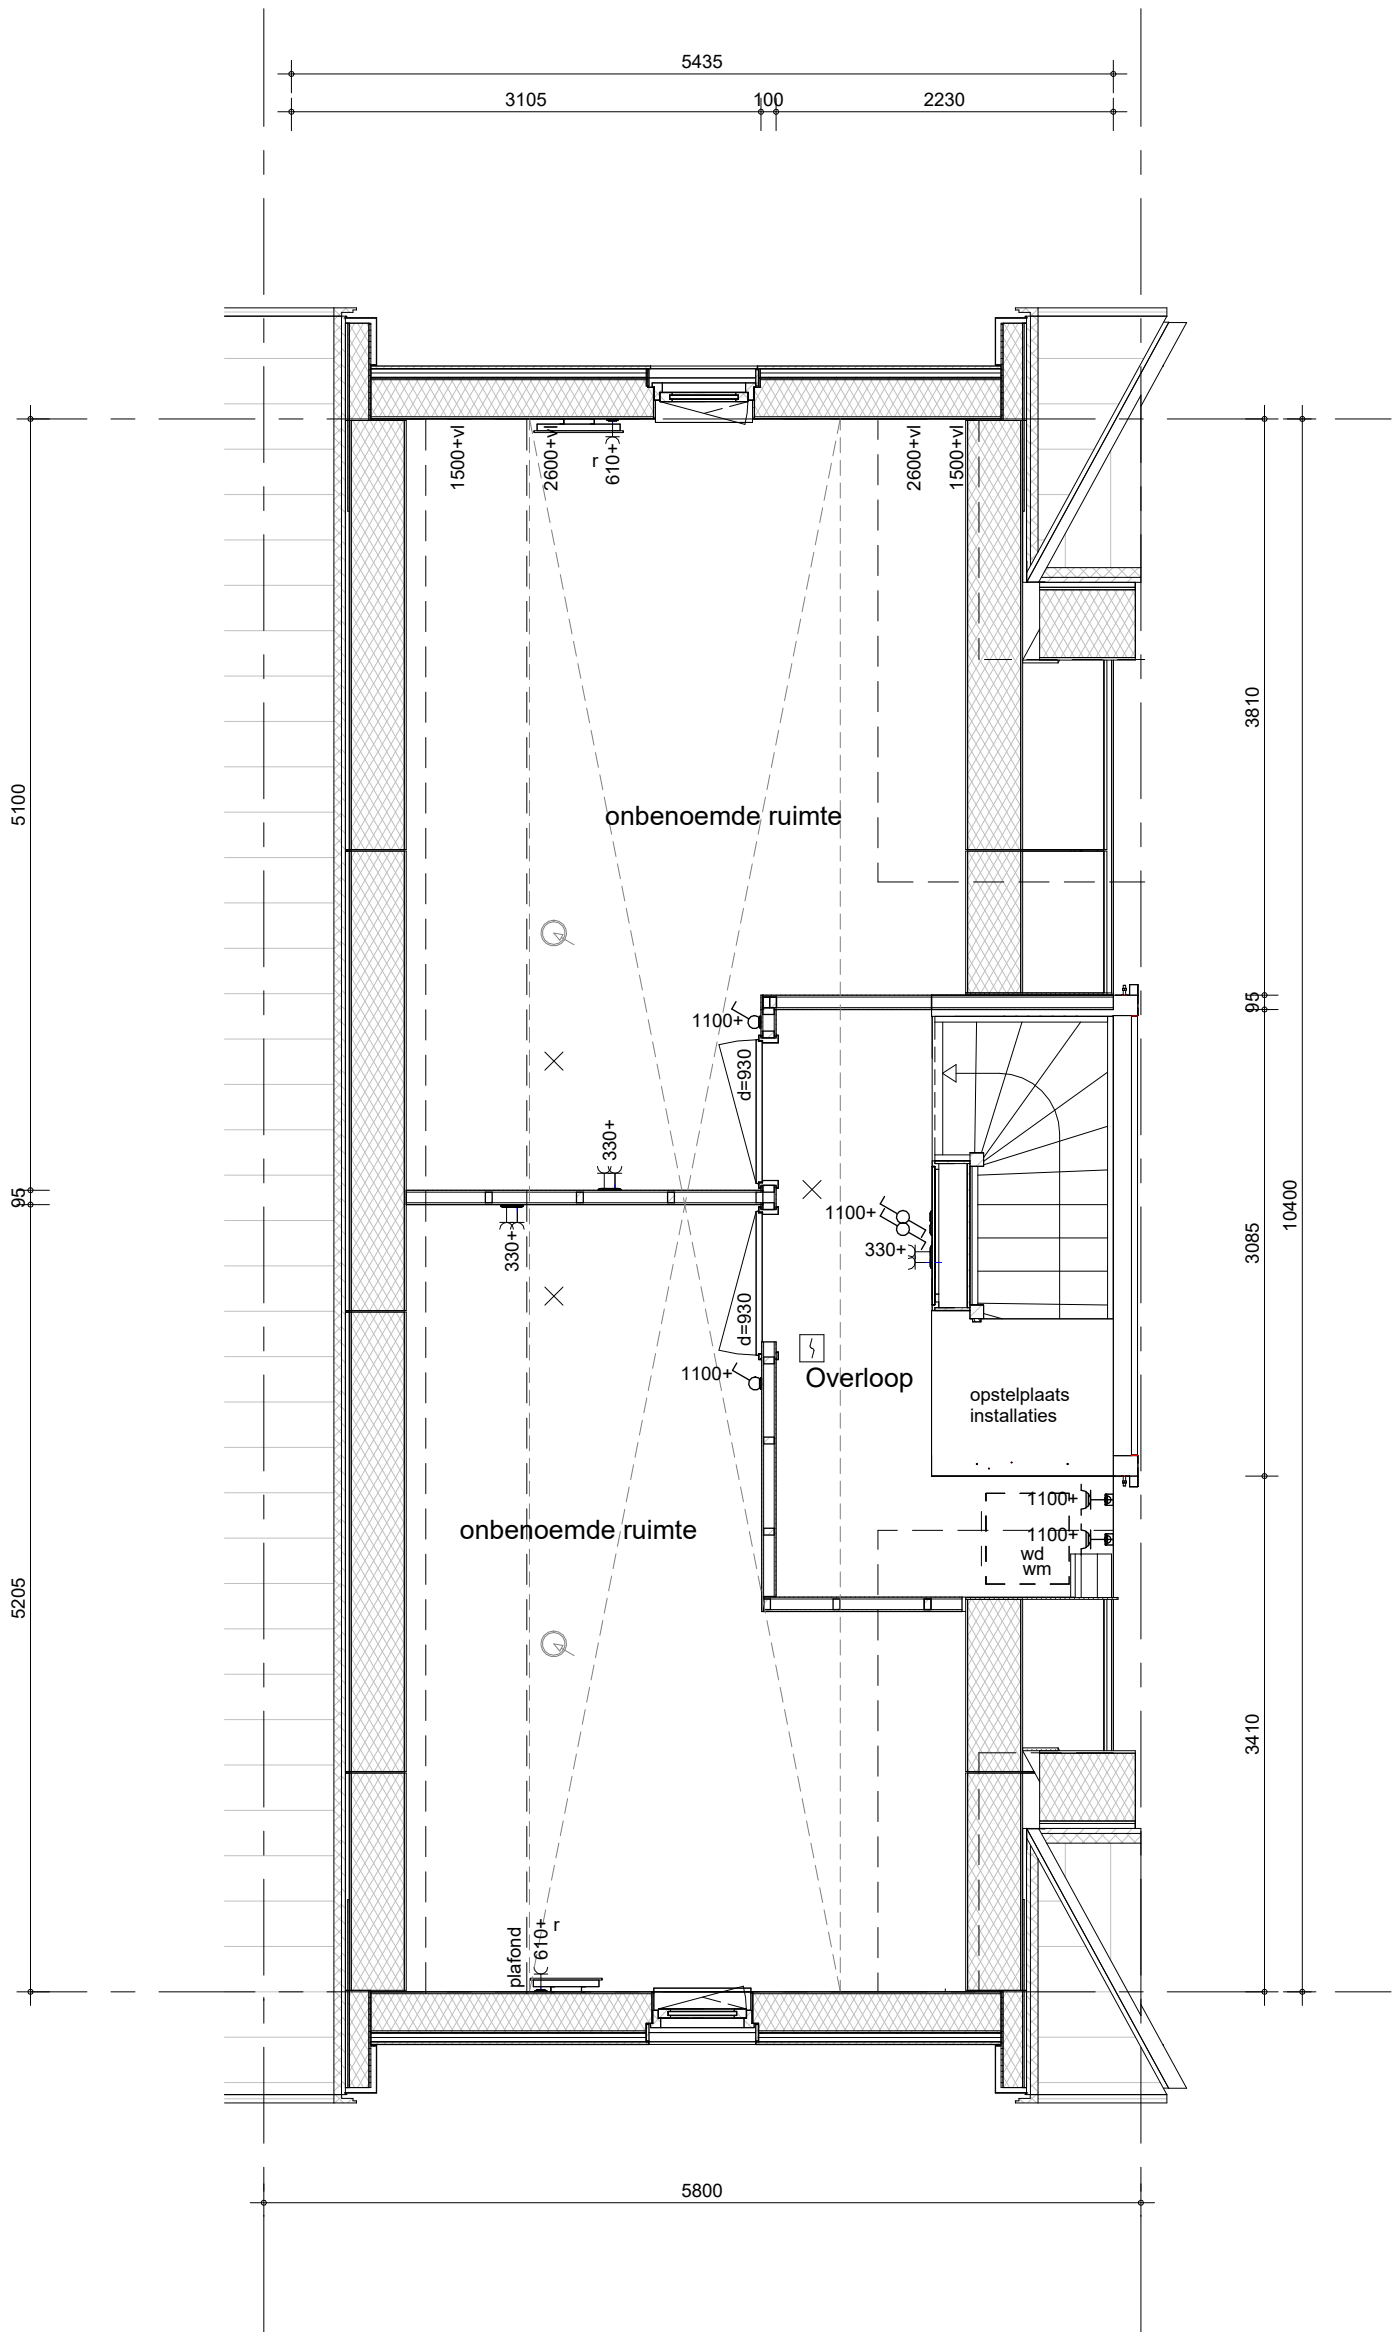 5435
3105
100
2230
1500+vl
2600+vl
r
610+
2600+vl
1500+vl
3810
5100
onbenoemde ruimte
95
1100+
d=930
330+
95
1100+
10400
3085
330+
330+
d=930
1100+
Overloop
opstelplaats
installaties
1100+
onbenoemde ruimte
1100+
wd
wm
5205
3410
plafond
610+
r
5800